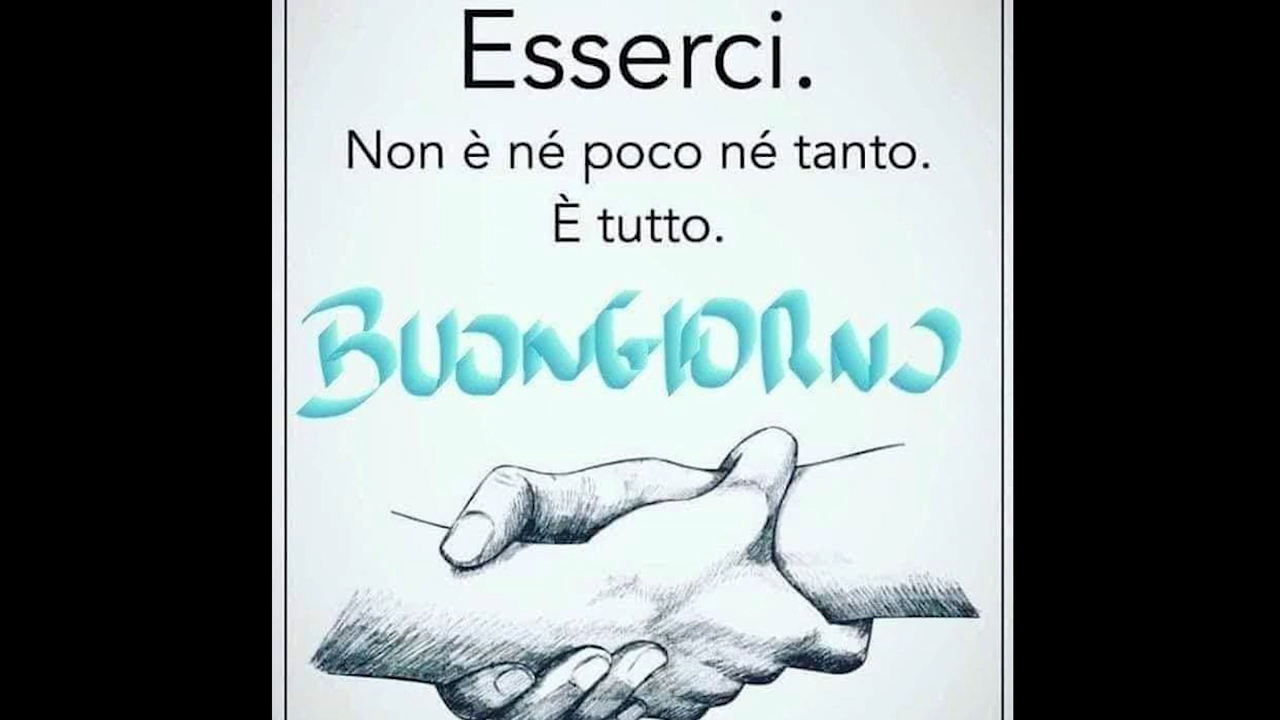 Esserci.
Non è né poco né tanto.
È tutto.
BUONGIORNO